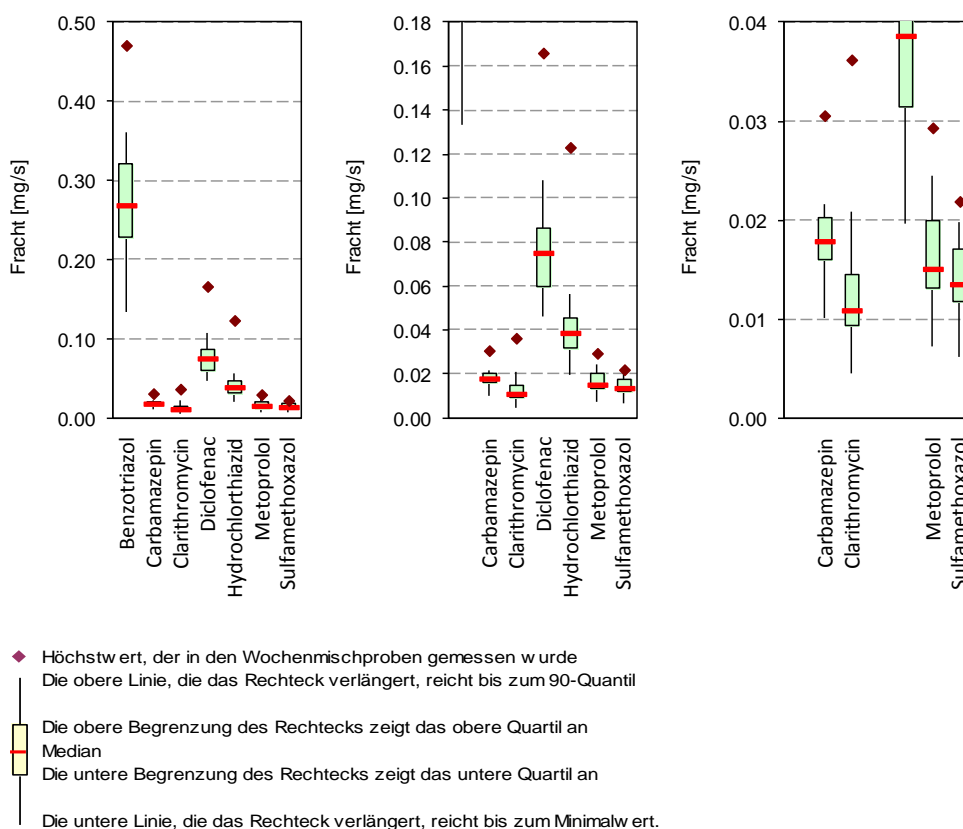 0.50
0.40
0.30
0.20
0.10
0.00
Fracht [mg/s]
Benzotriazol
Carbamazepin
Clarithromycin
Diclofenac
Hydrochlorthiazid
Metoprolol
Sulfamethoxazol
0.18
0.16
0.14
0.12
0.10
0.08
0.06
0.04
0.02
0.00
Fracht [mg/s]
Carbamazepin
Clarithromycin
Diclofenac
Hydrochlorthiazid
Metoprolol
Sulfamethoxazol
0.04
0.03
0.02
0.01
0.00
Fracht [mg/s]
Carbamazepin
Clarithromycin
Metoprolol
Sulfamethoxazol
Höchstwert, der in den Wochenmischproben gemessen wurde
Die obere Linie, die das Rechteck verlängert, reicht bis zum 90-Quantil
Die obere Begrenzung des Rechtecks zeigt das obere Quartil an
Median
Die untere Begrenzung des Rechtecks zeigt das untere Quartil an
Die untere Linie, die das Rechteck verlängert, reicht bis zum Minimalwert.